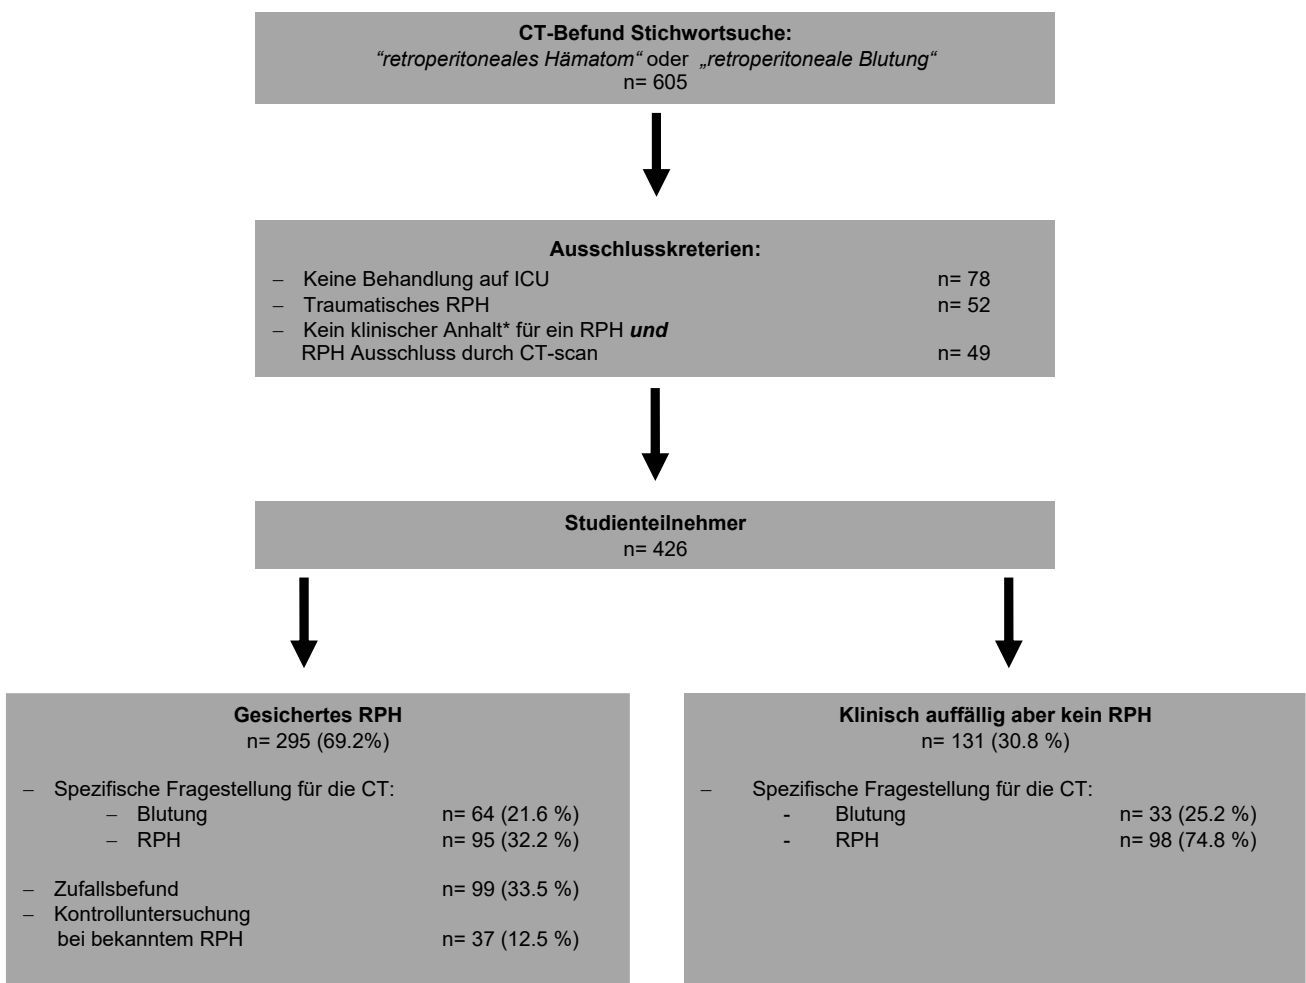 CT-Befund Stichwortsuche:
“retroperitoneales Hämatom“ oder „retroperitoneale Blutung“
n= 605
Ausschlusskreterien:
– Keine Behandlung auf ICU n= 78
– Traumatisches RPH n= 52
– Kein klinischer Anhalt* für ein RPH und
RPH Ausschluss durch CT-scan n= 49
Studienteilnehmer
n= 426
Gesichertes RPH
n= 295 (69.2%)
– Spezifische Fragestellung für die CT:
– Blutung n= 64 (21.6 %)
– RPH n= 95 (32.2 %)
– Zufallsbefund n= 99 (33.5 %)
– Kontrolluntersuchung
bei bekanntem RPH n= 37 (12.5 %)
Klinisch auffällig aber kein RPH
n= 131 (30.8 %)
– Spezifische Fragestellung für die CT:
- Blutung n= 33 (25.2 %)
- RPH n= 98 (74.8 %)